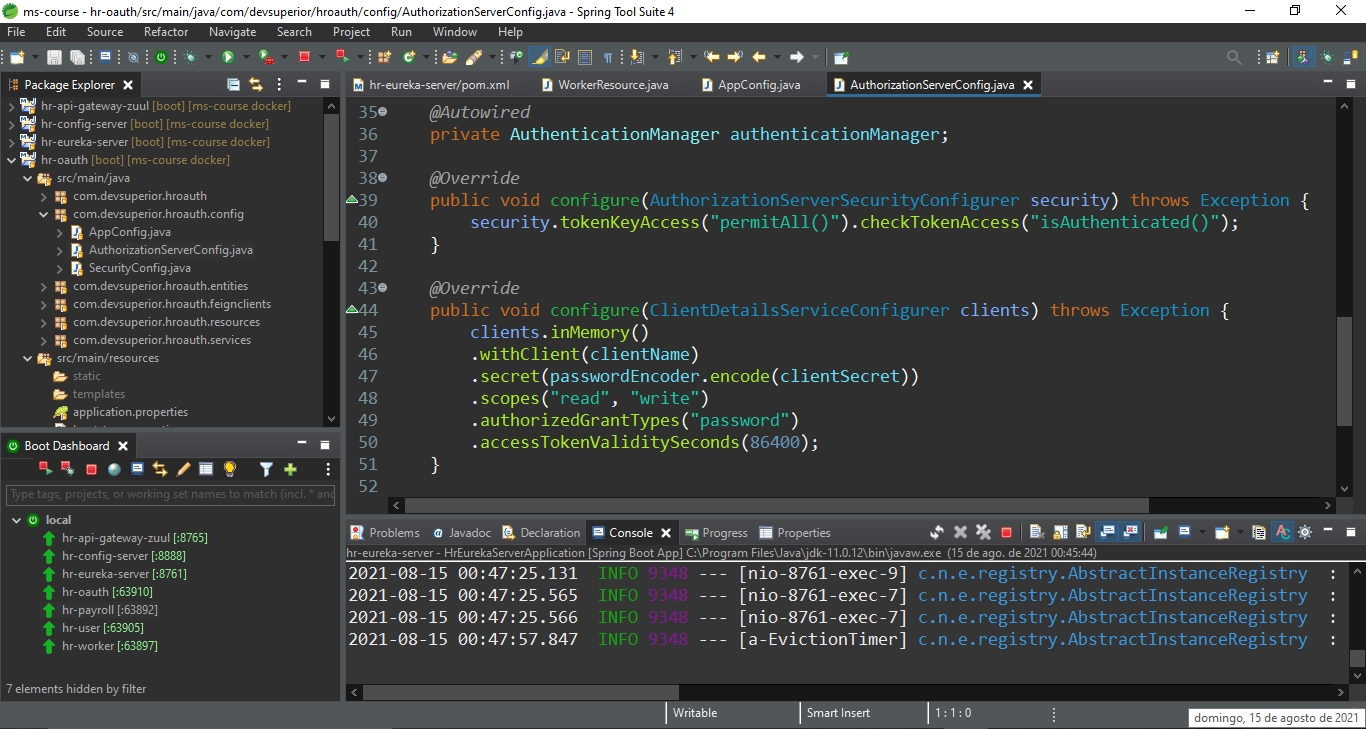 ms-course - hr-oauth/src/main/java/com/devsuperior/hroauth/config/AuthorizationServerConfig.java - Spring Tool Suite 4
File Edit Source Refactor Navigate Search Project Run Window Help
Package Explorer
hr-eureka-server/pom.xml WorkerResource.java AppConfig.java AuthorizationServerConfig.java
hr-api-gateway-zuul [boot] [ms-course docker]
hr-config-server [boot] [ms-course docker]
hr-eureka-server [boot] [ms-course docker]
hr-oauth [boot] [ms-course docker]
src/main/java
com.devsuperior.hroauth
com.devsuperior.hroauth.config
AppConfig.java
AuthorizationServerConfig.java
SecurityConfig.java
com.devsuperior.hroauth.entities
com.devsuperior.hroauth.feignclients
com.devsuperior.hroauth.resources
com.devsuperior.hroauth.services
src/main/resources
static
templates
application.properties
35 @Autowired
36 private AuthenticationManager authenticationManager;
37
38 @Override
39 public void configure(AuthorizationServerSecurityConfigurer security) throws Exception {
40 security.tokenKeyAccess("permitAll()").checkTokenAccess("isAuthenticated()");
41 }
42
43 @Override
44 public void configure(ClientDetailsServiceConfigurer clients) throws Exception {
45 clients.inMemory()
46 .withClient(clientName)
47 .secret(passwordEncoder.encode(clientSecret))
48 .scopes("read", "write")
49 .authorizedGrantTypes("password")
50 .accessTokenValiditySeconds(86400);
51 }
52
Boot Dashboard
Type tags, projects, or working set names to match (incl. * and
local
hr-api-gateway-zuul [:8765]
hr-config-server [:8888]
hr-eureka-server [:8761]
hr-oauth [:63910]
hr-payroll [:63892]
hr-user [:63905]
hr-worker [:63897]
7 elements hidden by filter
Problems Javadoc Declaration Console Progress Properties
hr-eureka-server - HrEurekaServerApplication [Spring Boot App] C:\Program Files\Java\jdk-11.0.12\bin\javaw.exe (15 de ago. de 2021 00:45:44)
2021-08-15 00:47:25.131 INFO 9348 --- [nio-8761-exec-9] c.n.e.registry.AbstractInstanceRegistry :
2021-08-15 00:47:25.565 INFO 9348 --- [nio-8761-exec-7] c.n.e.registry.AbstractInstanceRegistry :
2021-08-15 00:47:25.566 INFO 9348 --- [nio-8761-exec-7] c.n.e.registry.AbstractInstanceRegistry :
2021-08-15 00:47:57.847 INFO 9348 --- [a-EvictionTimer] c.n.e.registry.AbstractInstanceRegistry :
Writable Smart Insert 1 : 1 : 0
domingo, 15 de agosto de 2021